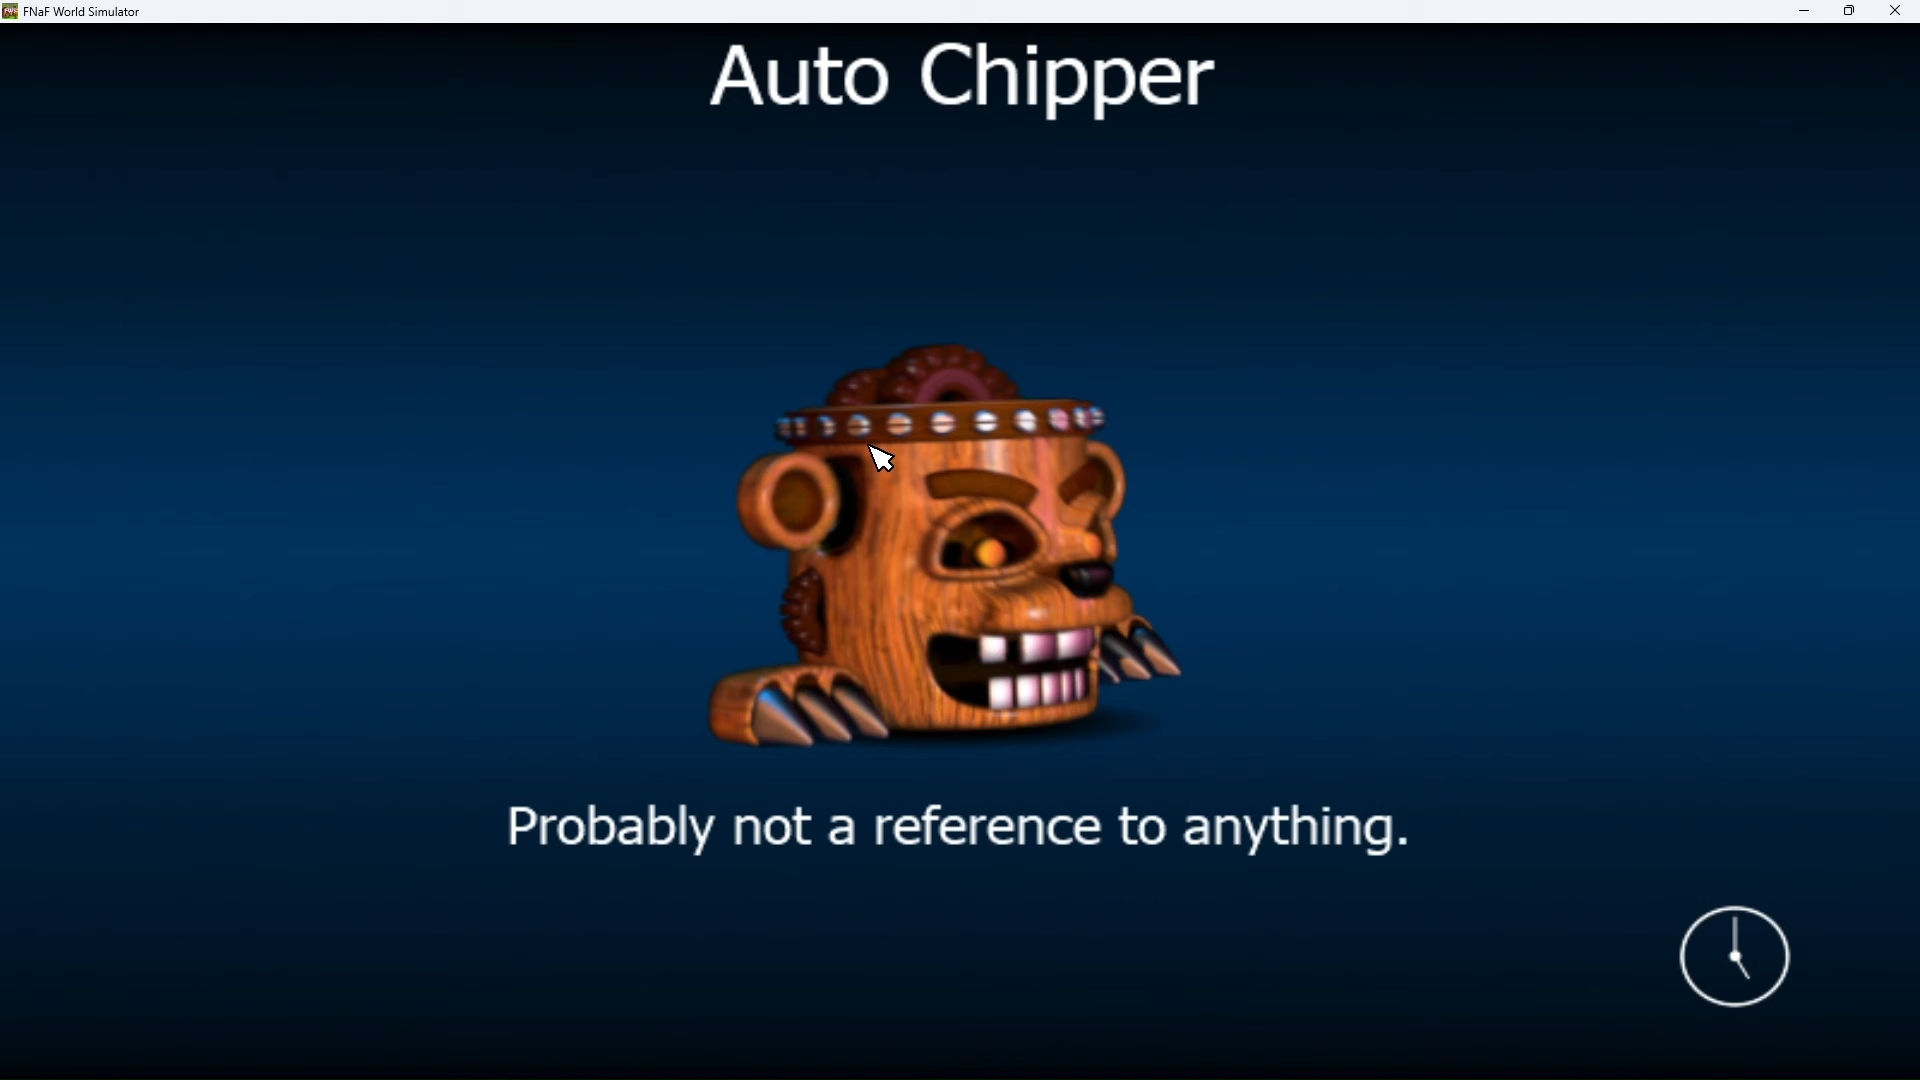 FNaF World Simulator
Auto Chipper
Probably not a reference to anything.